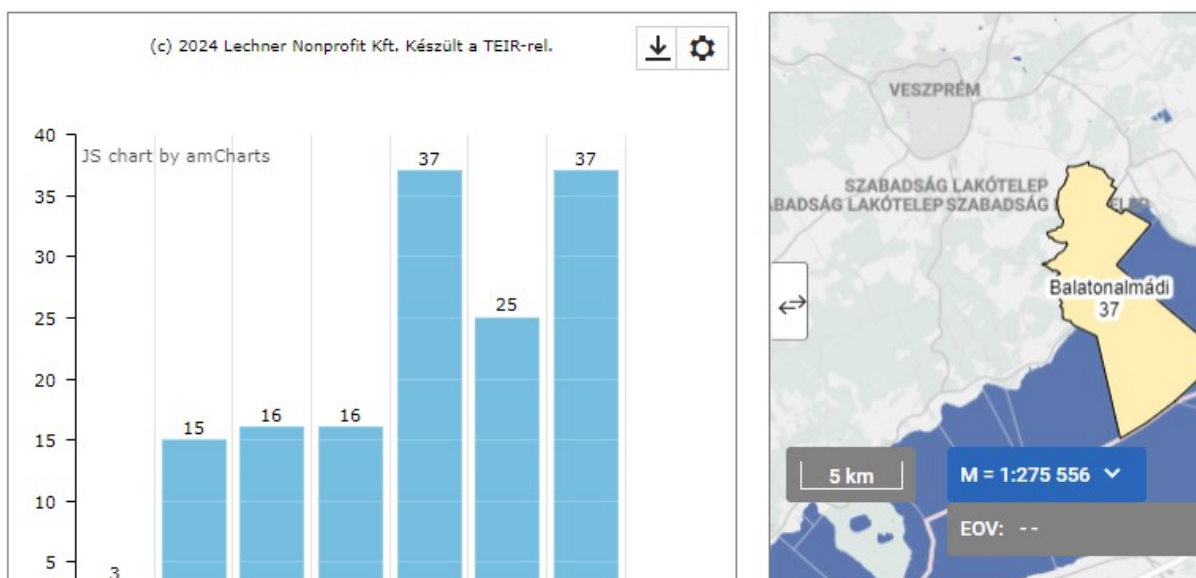 (c) 2024 Lechner Nonprofit Kft. Készült a TEIR-rel.
40
JS chart by amCharts
37
37
35
30
25
25
20
15
16
16
15
10
5
3
VESZPRÉM
SZABADSÁG LAKÓTELEP
BADSÁG LAKÓTELEP SZABADSÁG
ELEP
Balatonalmádi
37
5 km
M = 1:275 556
EOV: --